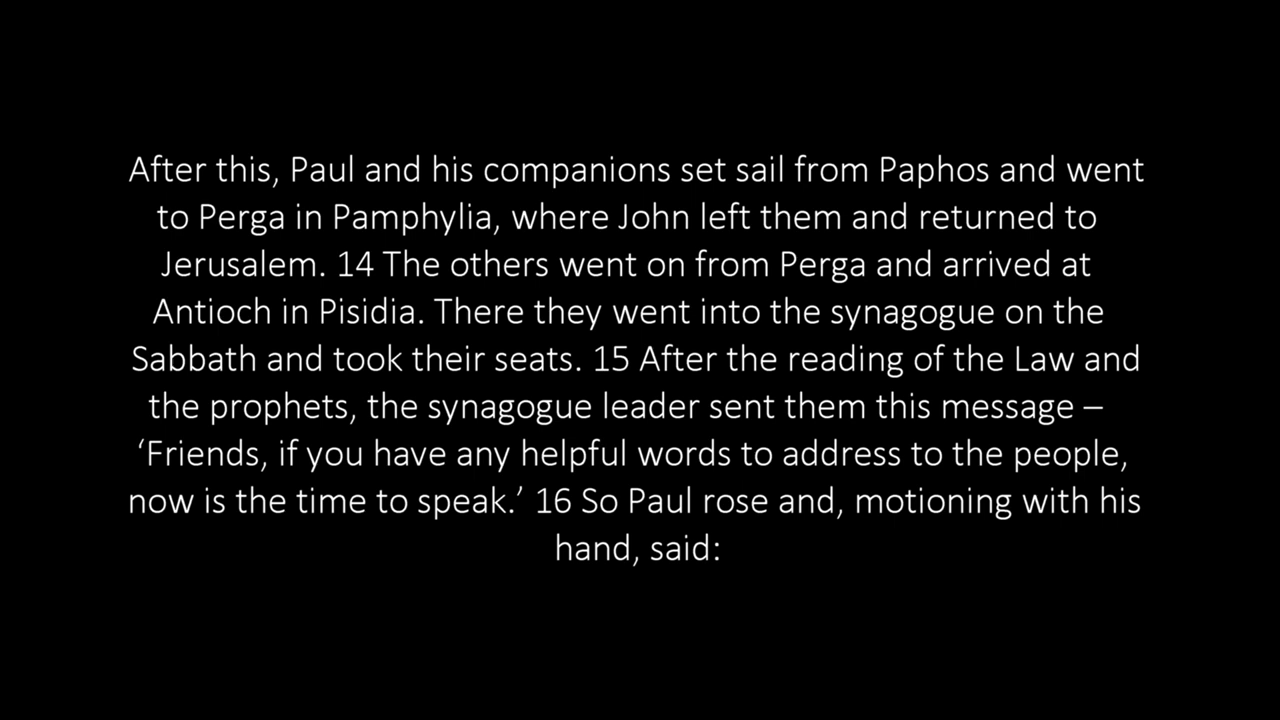 After this, Paul and his companions set sail from Paphos and went
to Perga in Pamphylia, where John left them and returned to
Jerusalem. 14 The others went on from Perga and arrived at
Antioch in Pisidia. There they went into the synagogue on the
Sabbath and took their seats. 15 After the reading of the Law and
the prophets, the synagogue leader sent them this message –
‘Friends, if you have any helpful words to address to the people,
now is the time to speak.’ 16 So Paul rose and, motioning with his
hand, said: